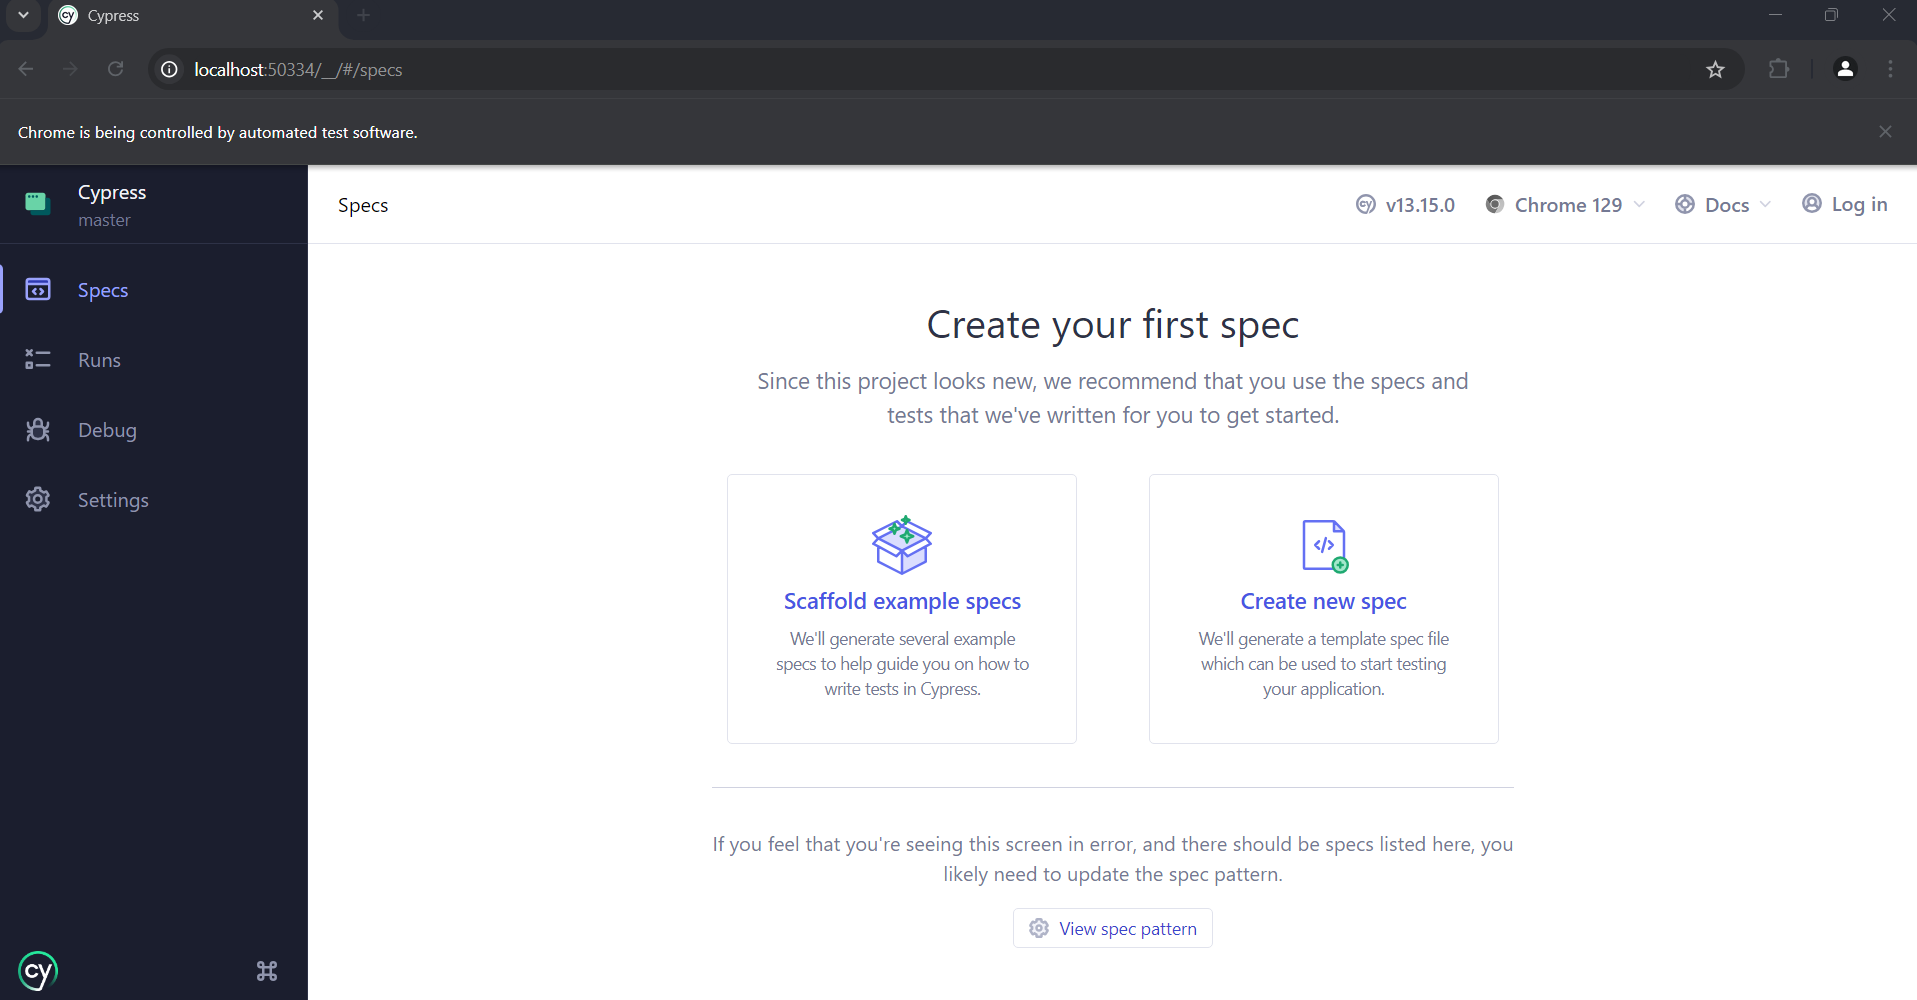 Cypress
localhost:50334/__/#/specs
Chrome is being controlled by automated test software.
Cypress
master
Specs
Runs
Debug
Settings
cy
Specs
cy v13.15.0
Chrome 129
Docs
Log in
Create your first spec
Since this project looks new, we recommend that you use the specs and
tests that we've written for you to get started.
Scaffold example specs
We'll generate several example
specs to help guide you on how to
write tests in Cypress.
Create new spec
We'll generate a template spec file
which can be used to start testing
your application.
If you feel that you're seeing this screen in error, and there should be specs listed here, you
likely need to update the spec pattern.
View spec pattern